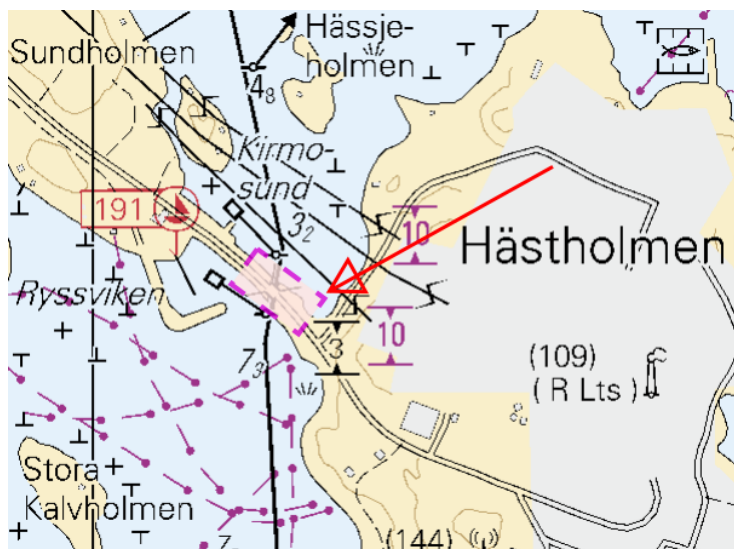 Sundholmen
Hässje-
holmen
4₈
Kirmo-
sund
191
3₂
10
Hästholmen
Ryssviken
10
3
(109)
( R Lts )
7₃
Stora
Kalvholmen
7
(144)